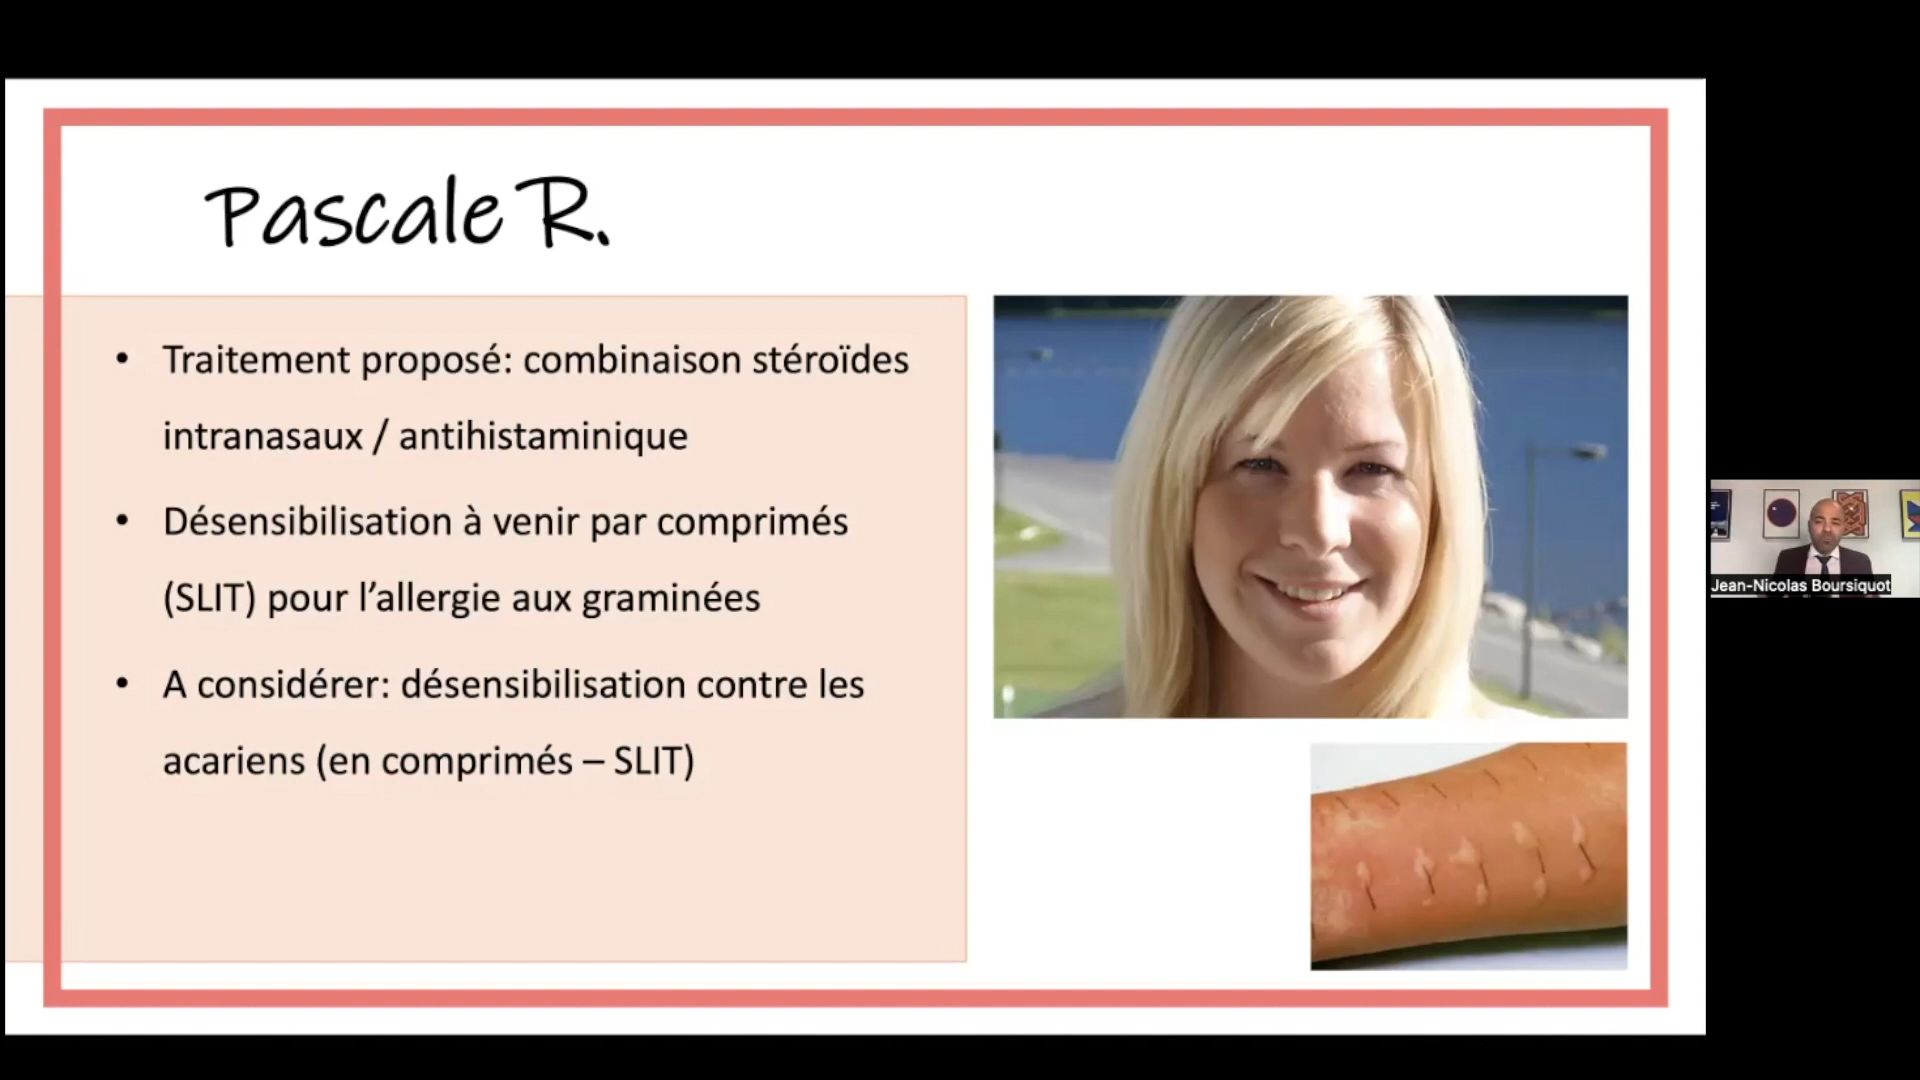 Pascale R.
• Traitement proposé: combinaison stéroïdes
intranasaux / antihistaminique
• Désensibilisation à venir par comprimés
(SLIT) pour l’allergie aux graminées
• A considérer: désensibilisation contre les
acariens (en comprimés – SLIT)
Jean-Nicolas Boursiquot